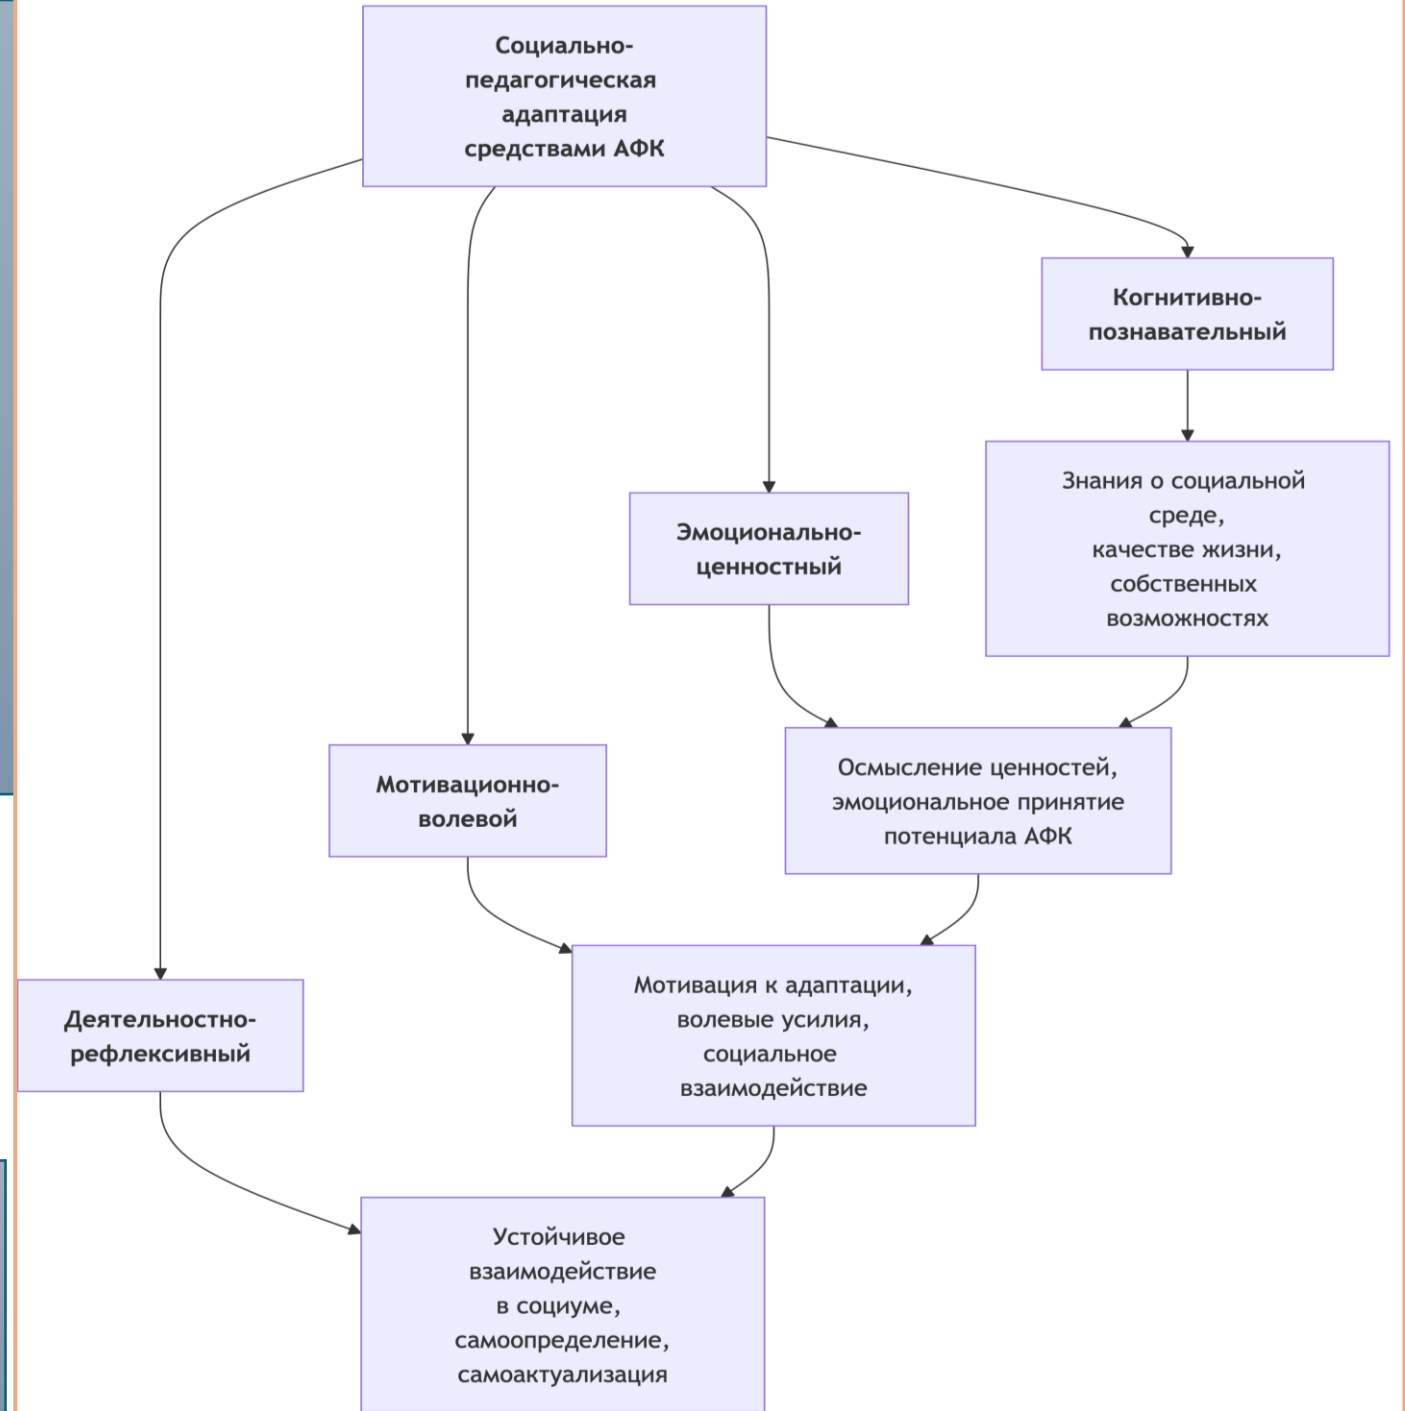 Социально-
педагогическая
адаптация
средствами АФК
Когнитивно-
познавательный
Знания о социальной
среде,
качестве жизни,
собственных
возможностях
Эмоционально-
ценностный
Осмысление ценностей,
эмоциональное принятие
потенциала АФК
Мотивационно-
волевой
Мотивация к адаптации,
волевые усилия,
социальное
взаимодействие
Деятельностно-
рефлексивный
Устойчивое
взаимодействие
в социуме,
самоопределение,
самоактуализация